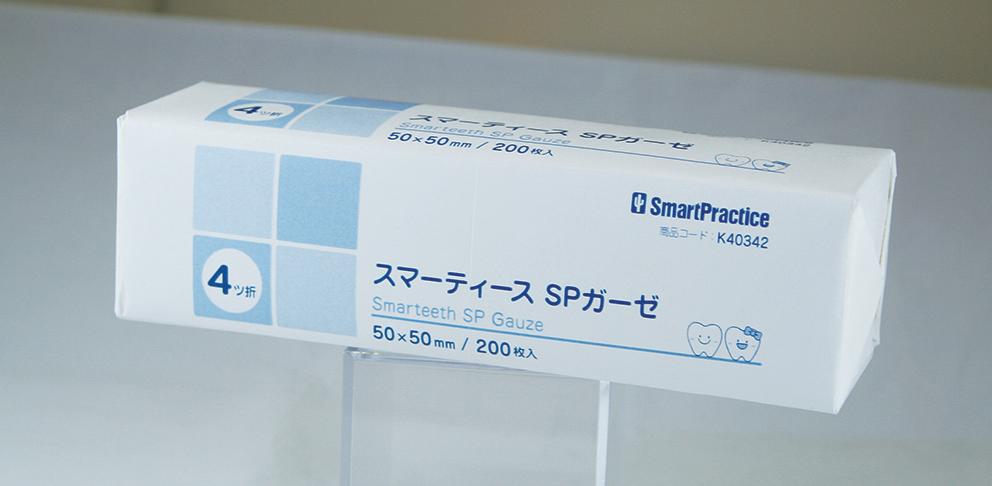 4ツ折
スマーティース SPガーゼ
Smarteeth SP Gauze
50×50mm / 200枚入
K40342
SmartPractice
商品コード：K40342
4ツ折
スマーティース SPガーゼ
Smarteeth SP Gauze
50×50mm / 200枚入